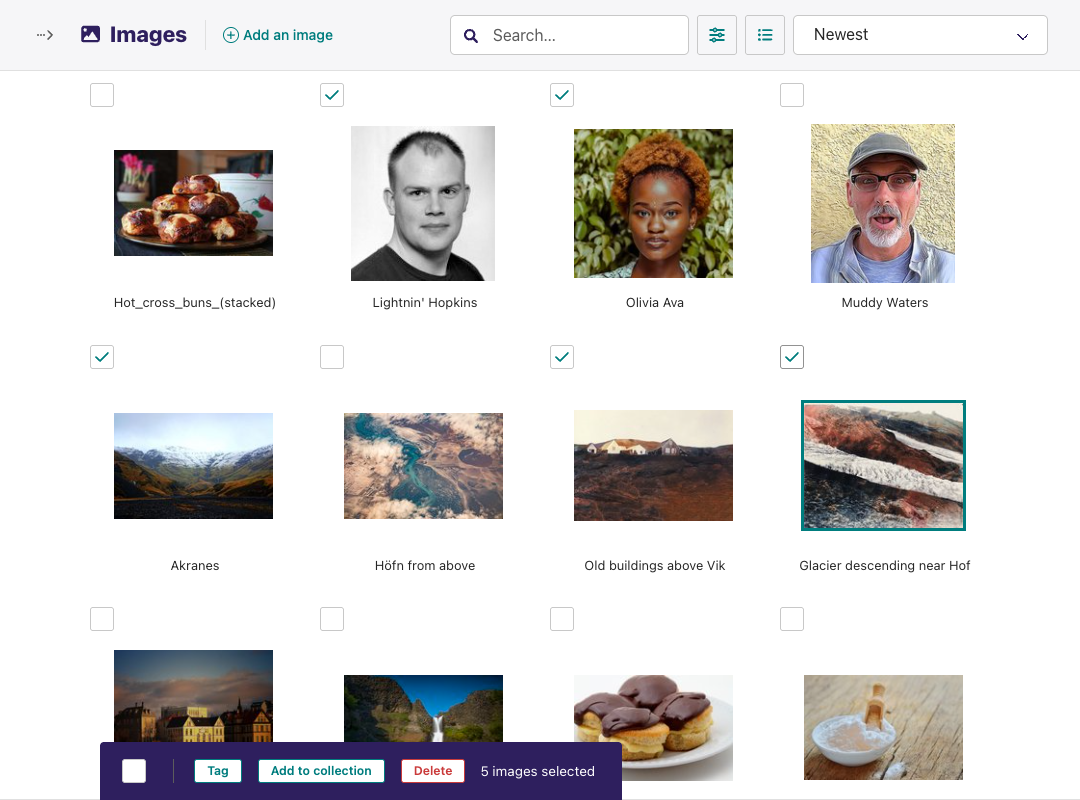 Images
Add an image
Search...
Newest
Hot_cross_buns_(stacked)
Lightnin' Hopkins
Olivia Ava
Muddy Waters
Akranes
Höfn from above
Old buildings above Vik
Glacier descending near Hof
Tag
Add to collection
Delete
5 images selected